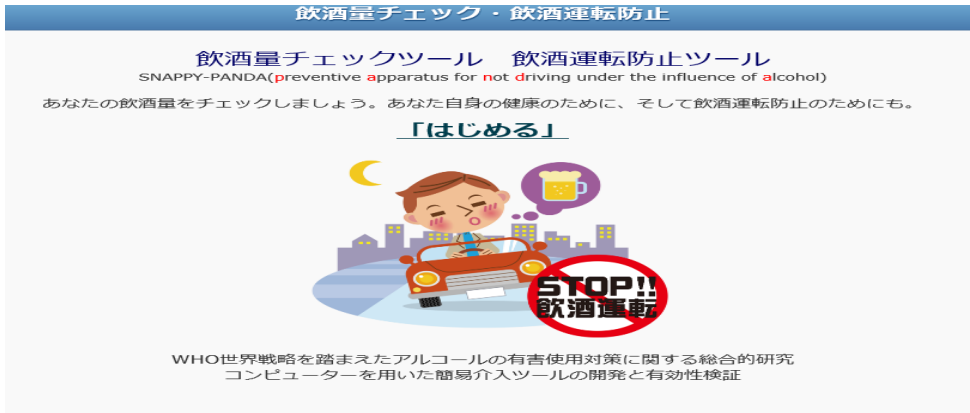 飲酒量チェック・飲酒運転防止
飲酒量チェックツール　飲酒運転防止ツール
SNAPPY-PANDA(preventive apparatus for not driving under the influence of alcohol)
あなたの飲酒量をチェックしましょう。あなた自身の健康のために、そして飲酒運転防止のためにも。
「はじめる」
STOP!!
飲酒運転
WHO世界戦略を踏まえたアルコールの有害使用対策に関する総合的研究
コンピューターを用いた簡易介入ツールの開発と有効性検証